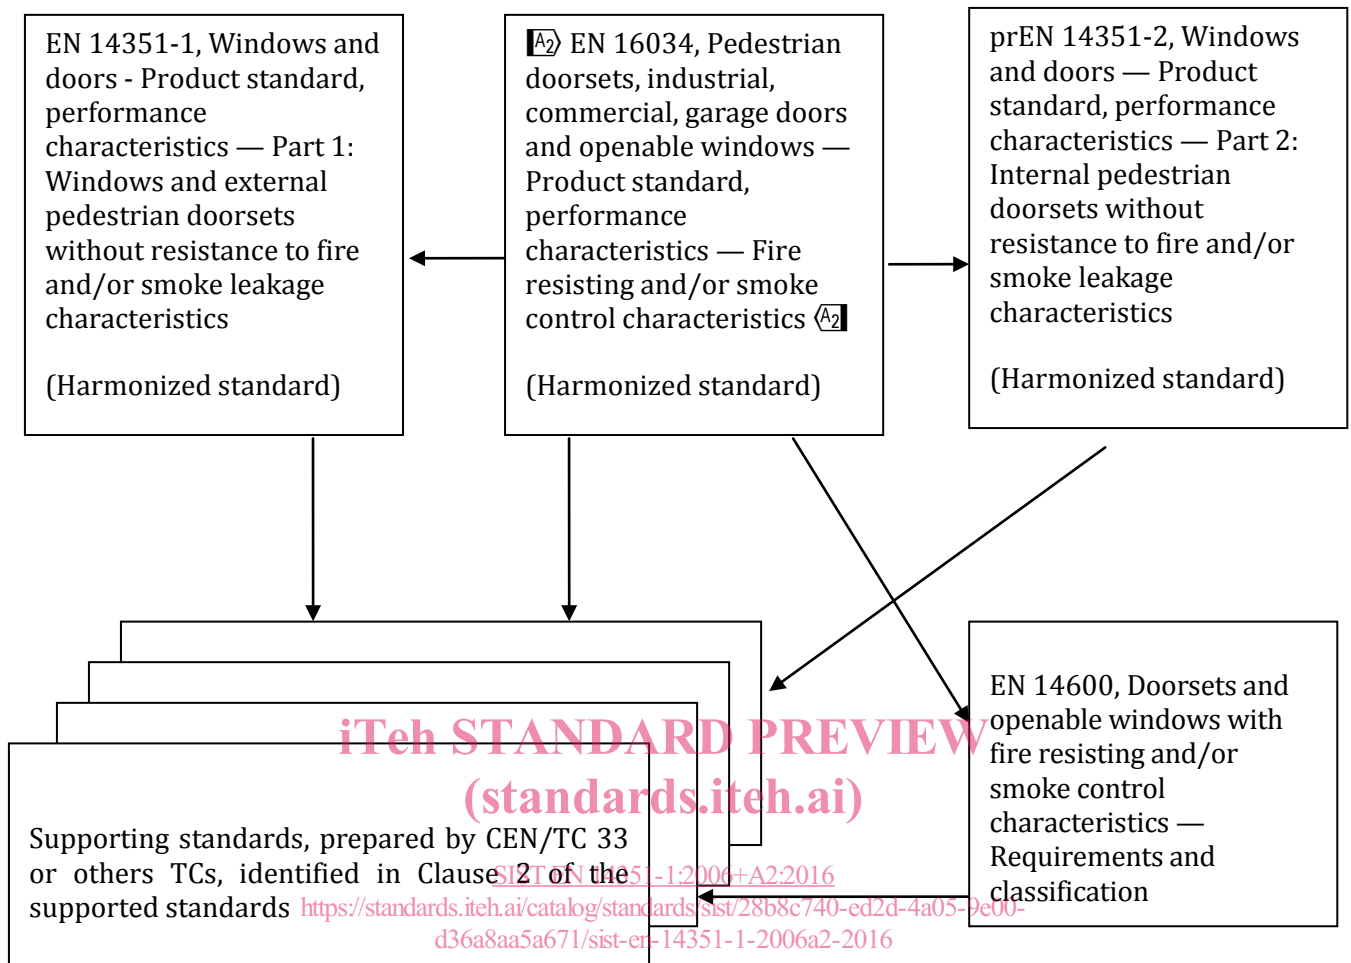 EN 14351-1, Windows and
doors - Product standard,
performance
characteristics — Part 1:
Windows and external
pedestrian doorsets
without resistance to fire
and/or smoke leakage
characteristics
(Harmonized standard)
A2 EN 16034, Pedestrian
doorsets, industrial,
commercial, garage doors
and openable windows —
Product standard,
performance
characteristics — Fire
resisting and/or smoke
control characteristics A2
(Harmonized standard)
prEN 14351-2, Windows
and doors — Product
standard, performance
characteristics — Part 2:
Internal pedestrian
doorsets without
resistance to fire and/or
smoke leakage
characteristics
(Harmonized standard)
iTeh STANDARD PREVIEW
(standards.iteh.ai)
Supporting standards, prepared by CEN/TC 33
or others TCs, identified in Clause 2 of the
supported standards
SIST EN 14351-1:2006+A2:2016
https://standards.iteh.ai/catalog/standards/sist/28b8c740-ed2d-4a05-9e00-
d36a8aa5a671/sist-en-14351-1-2006a2-2016
EN 14600, Doorsets and
openable windows with
fire resisting and/or
smoke control
characteristics —
Requirements and
classification